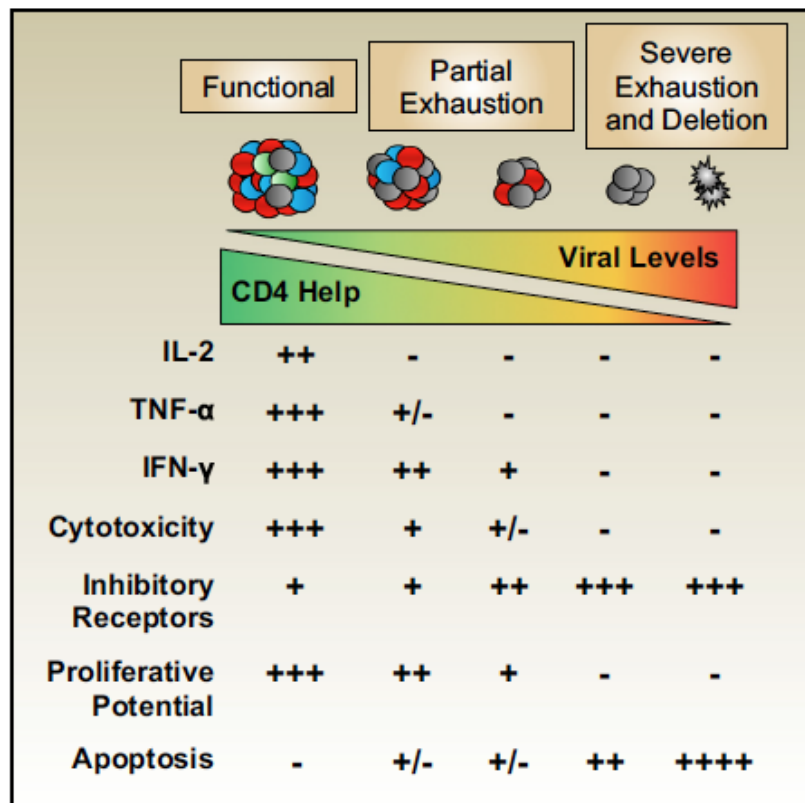 Functional
Partial
Exhaustion
Severe
Exhaustion
and Deletion
Viral Levels
CD4 Help
IL-2 ++ - - - -
TNF-α +++ +/- - - -
IFN-γ +++ ++ + - -
Cytotoxicity +++ + +/- - -
Inhibitory
Receptors + + ++ +++ +++
Proliferative
Potential +++ ++ + - -
Apoptosis - +/- +/- ++ ++++